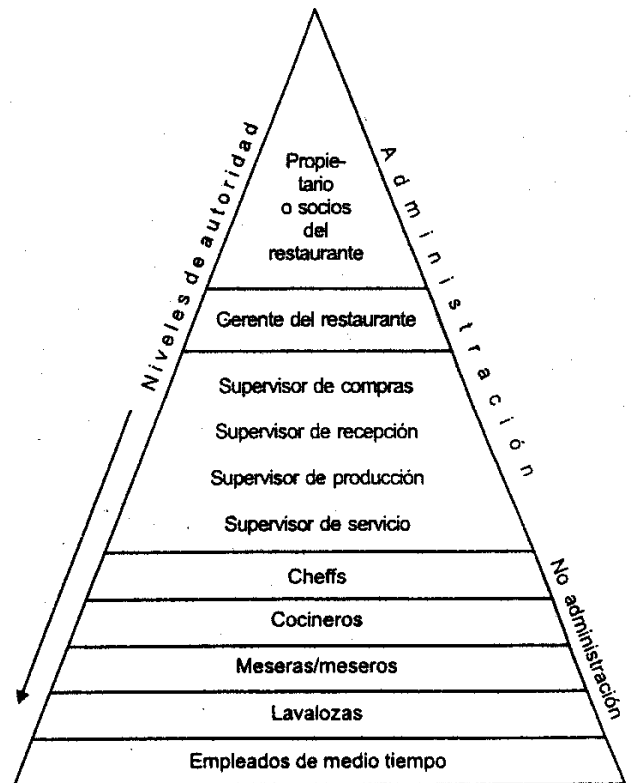 Niveles de autoridad
Administración
Propie-
tario
o socios
del
restaurante
Gerente del restaurante
Supervisor de compras
Supervisor de recepción
Supervisor de producción
Supervisor de servicio
No administración
Cheffs
Cocineros
Meseras/meseros
Lavalozas
Empleados de medio tiempo